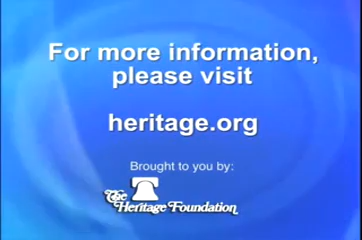 For more information,
please visit
heritage.org
Brought to you by:
The
Heritage Foundation